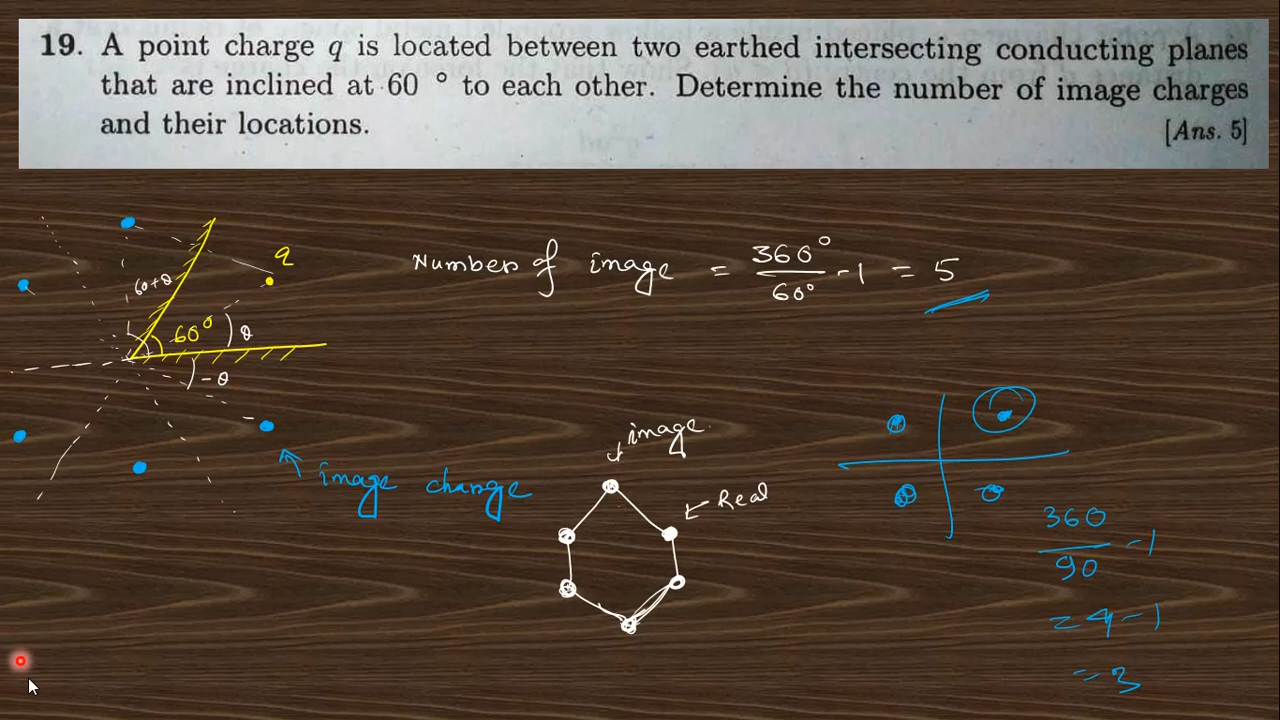 19. A point charge q is located between two earthed intersecting conducting planes
that are inclined at 60 ° to each other. Determine the number of image charges
and their locations. [Ans. 5]
q
60+θ
60° θ
-θ
Number of image = 360° / 60° - 1 = 5
image charge
image
Real
360 / 90 - 1
= 4 - 1
= 3